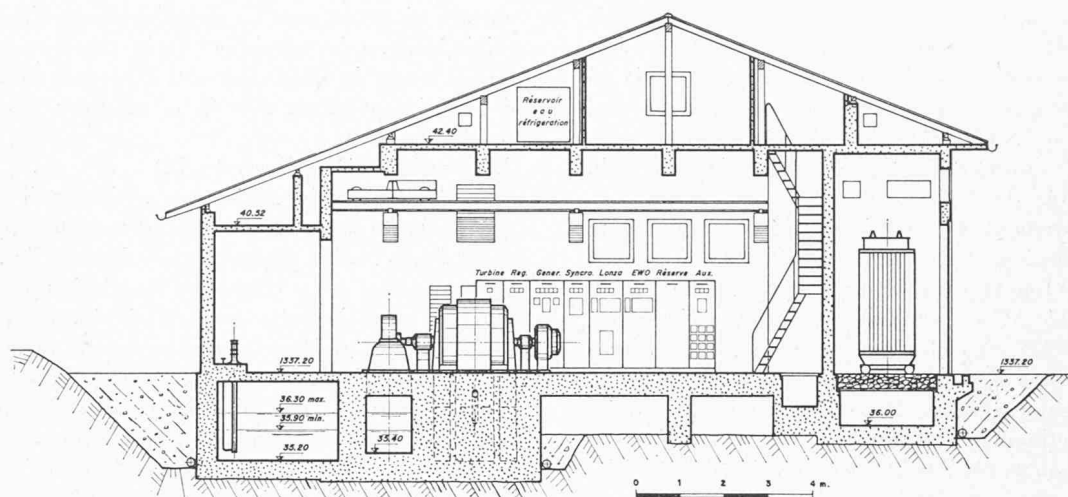 Réservoir
eau
réfrigeration
42.40
40.52
Turbine Reg. Gener. Syncro. Lonza EWO Réserve Aux.
1337.20
1337.20
36.30 max.
35.90 min.
36.00
35.40
35.20
0 1 2 3 4 m.